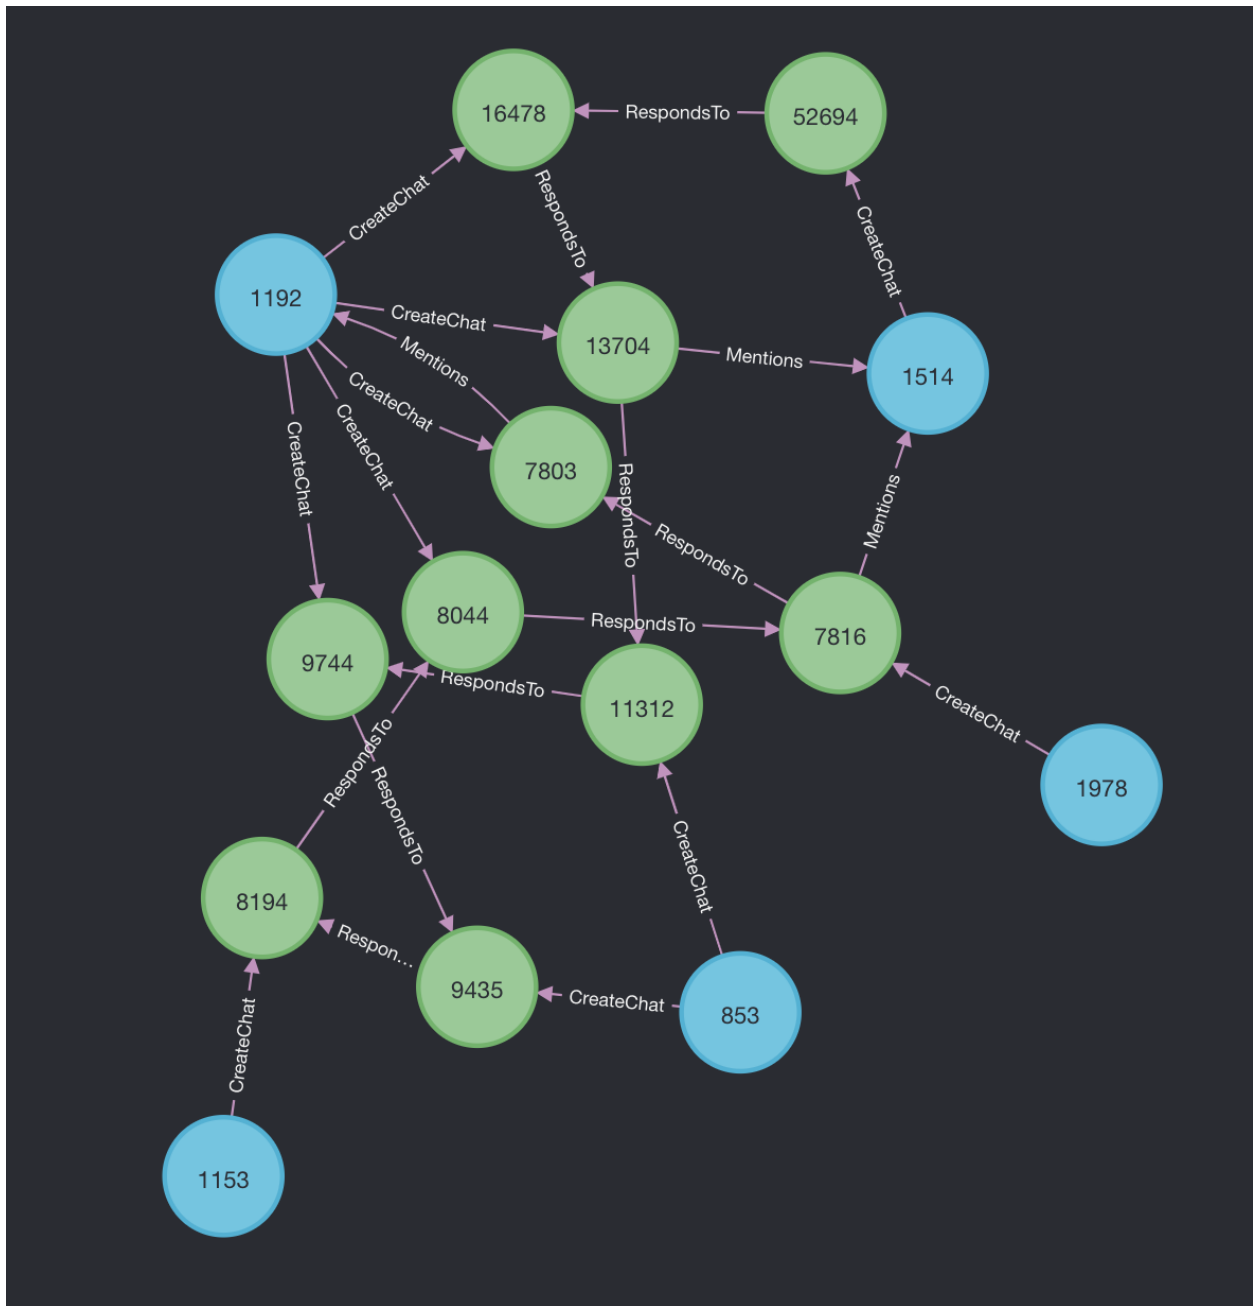 16478
RespondsTo
52694
RespondsTo
CreateChat
CreateChat
1192
CreateChat
13704
Mentions
1514
Mentions
CreateChat
7803
CreateChat
CreateChat
RespondsTo
RespondsTo
Mentions
8044
RespondsTo
7816
9744
RespondsTo
11312
CreateChat
RespondsTo
RespondsTo
1978
CreateChat
8194
Respon...
9435
CreateChat
853
CreateChat
1153